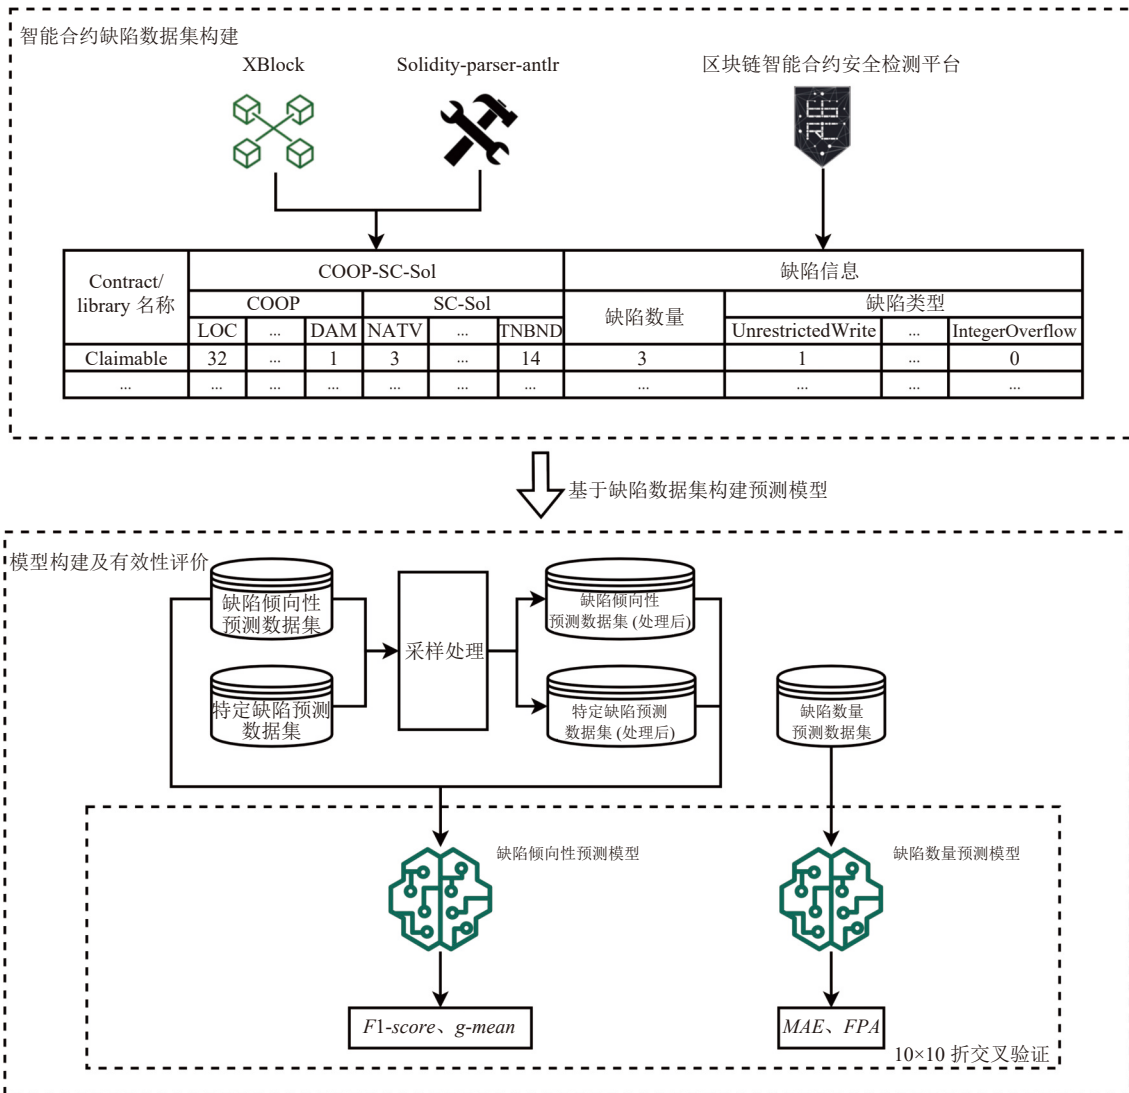 智能合约缺陷数据集构建
XBlock
Solidity-parser-antlr
区块链智能合约安全检测平台
Contract/
library 名称
COOP-SC-Sol
缺陷信息
COOP
SC-Sol
缺陷数量
缺陷类型
LOC ... DAM NATV ... TNBND UnrestrictedWrite ... IntegerOverflow
Claimable 32 ... 1 3 ... 14 3 1 ... 0
... ... ... ... ... ... ... ... ... ... ...
基于缺陷数据集构建预测模型
模型构建及有效性评价
缺陷倾向性
预测数据集
特定缺陷预测
数据集
采样处理
缺陷倾向性
预测数据集 (处理后)
特定缺陷预测
数据集 (处理后)
缺陷数量
预测数据集
缺陷倾向性预测模型
缺陷数量预测模型
F1-score、g-mean
MAE、FPA
10×10 折交叉验证